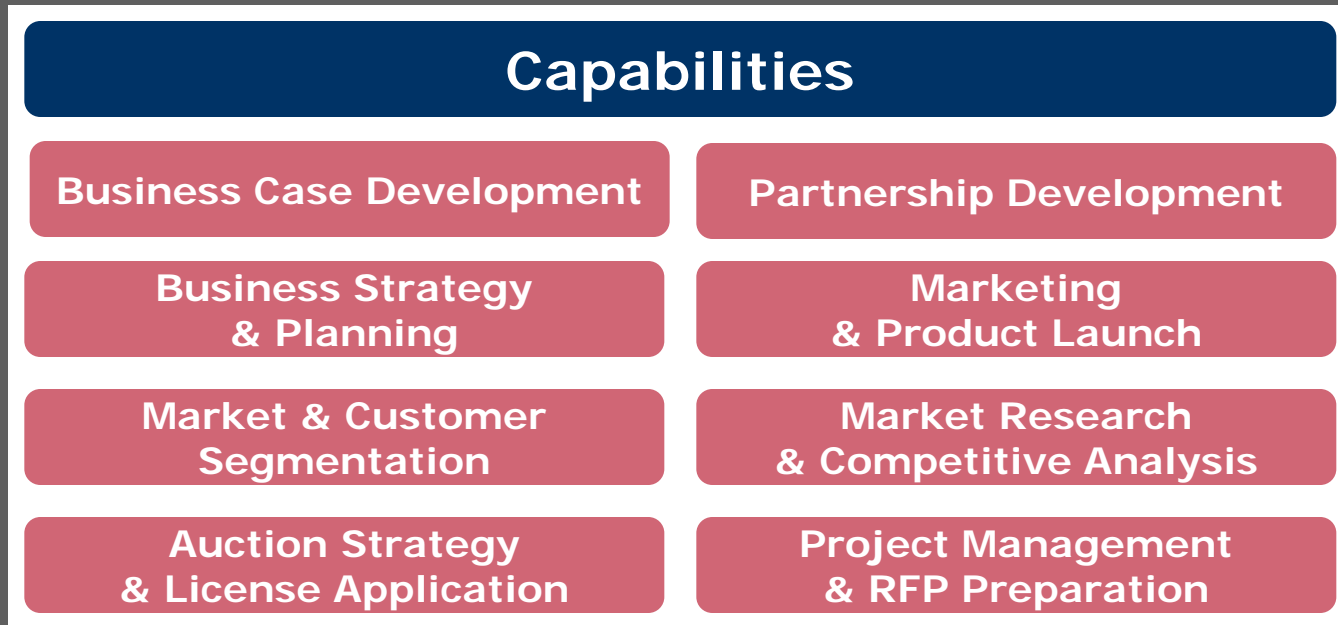 Capabilities
Business Case Development
Partnership Development
Business Strategy
& Planning
Marketing
& Product Launch
Market & Customer
Segmentation
Market Research
& Competitive Analysis
Auction Strategy
& License Application
Project Management
& RFP Preparation